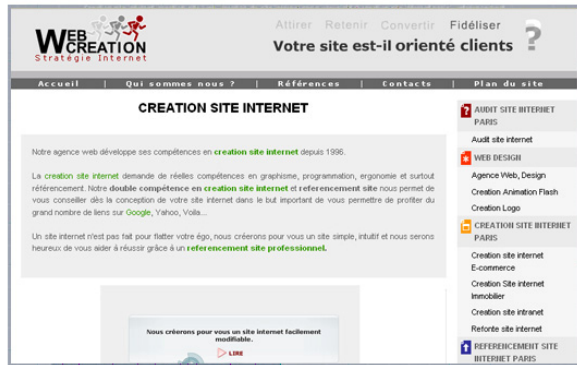 Attirer Retenir Convertir Fidéliser
WEB
CREATION
Stratégie Internet
Votre site est-il orienté clients ?
Accueil | Qui sommes nous ? | Références | Contacts | Plan du site
CREATION SITE INTERNET
Notre agence web développe ses compétences en creation site internet depuis 1996.
La creation site internet demande de réelles compétences en graphisme, programmation, ergonomie et surtout
référencement. Notre double compétence en creation site internet et referencement site nous permet de
vous conseiller dès la conception de votre site internet dans le but important de vous permettre de profiter du
grand nombre de liens sur Google, Yahoo, Voila...
Un site internet n'est pas fait pour flatter votre égo, nous créerons pour vous un site simple, intuitif et nous serons
heureux de vous aider à réussir grâce à un referencement site professionnel.
Nous créerons pour vous un site internet facilement
modifiable.
LIRE
? AUDIT SITE INTERNET
PARIS
Audit site internet
WEB DESIGN
Agence Web, Design
Creation Animation Flash
Creation Logo
CREATION SITE INTERNET
PARIS
Creation site internet
E-commerce
Creation Site internet
Immobilier
Creation site intranet
Refonte site internet
REFERENCEMENT SITE
INTERNET PARIS